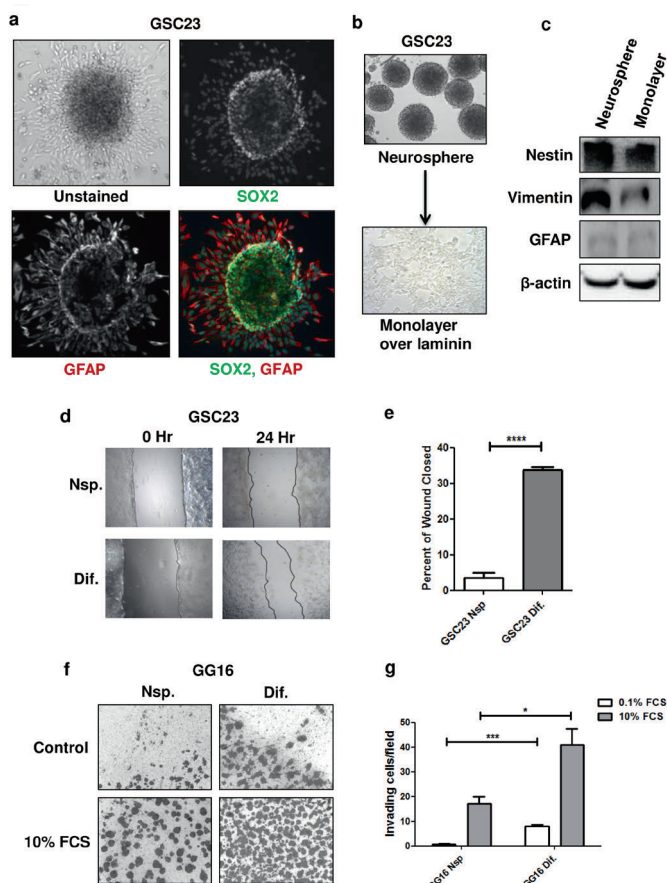 a
GSC23
Unstained
SOX2
GFAP
SOX2, GFAP
b
GSC23
Neurosphere
Monolayer
over laminin
c
Neurosphere
Monolayer
Nestin
Vimentin
GFAP
β-actin
d
GSC23
0 Hr
24 Hr
Nsp.
Dif.
e
****
Percent of Wound Closed
40
30
20
10
0
GSC23 Nsp
GSC23 Dif.
f
GG16
Nsp.
Dif.
Control
10% FCS
g
0.1% FCS
10% FCS
*
***
Invading cells/field
50
40
30
20
10
0
GG16 Nsp
GG16 Dif.